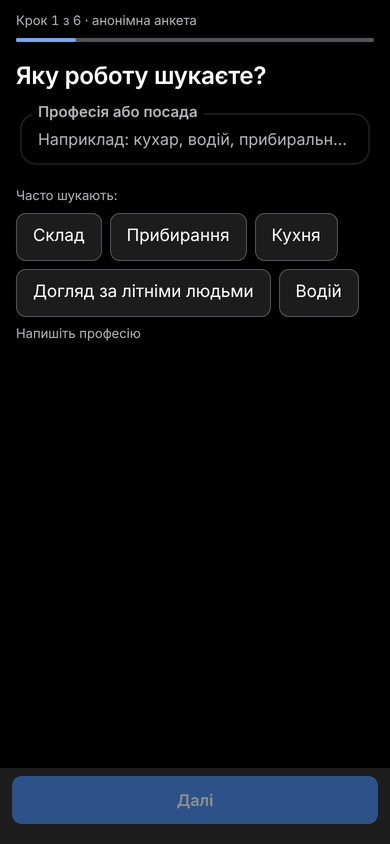 Крок 1 з 6 · анонімна анкета
Яку роботу шукаєте?
Професія або посада
Наприклад: кухар, водій, прибиральн...
Часто шукають:
Склад
Прибирання
Кухня
Догляд за літніми людьми
Водій
Напишіть професію
Далі